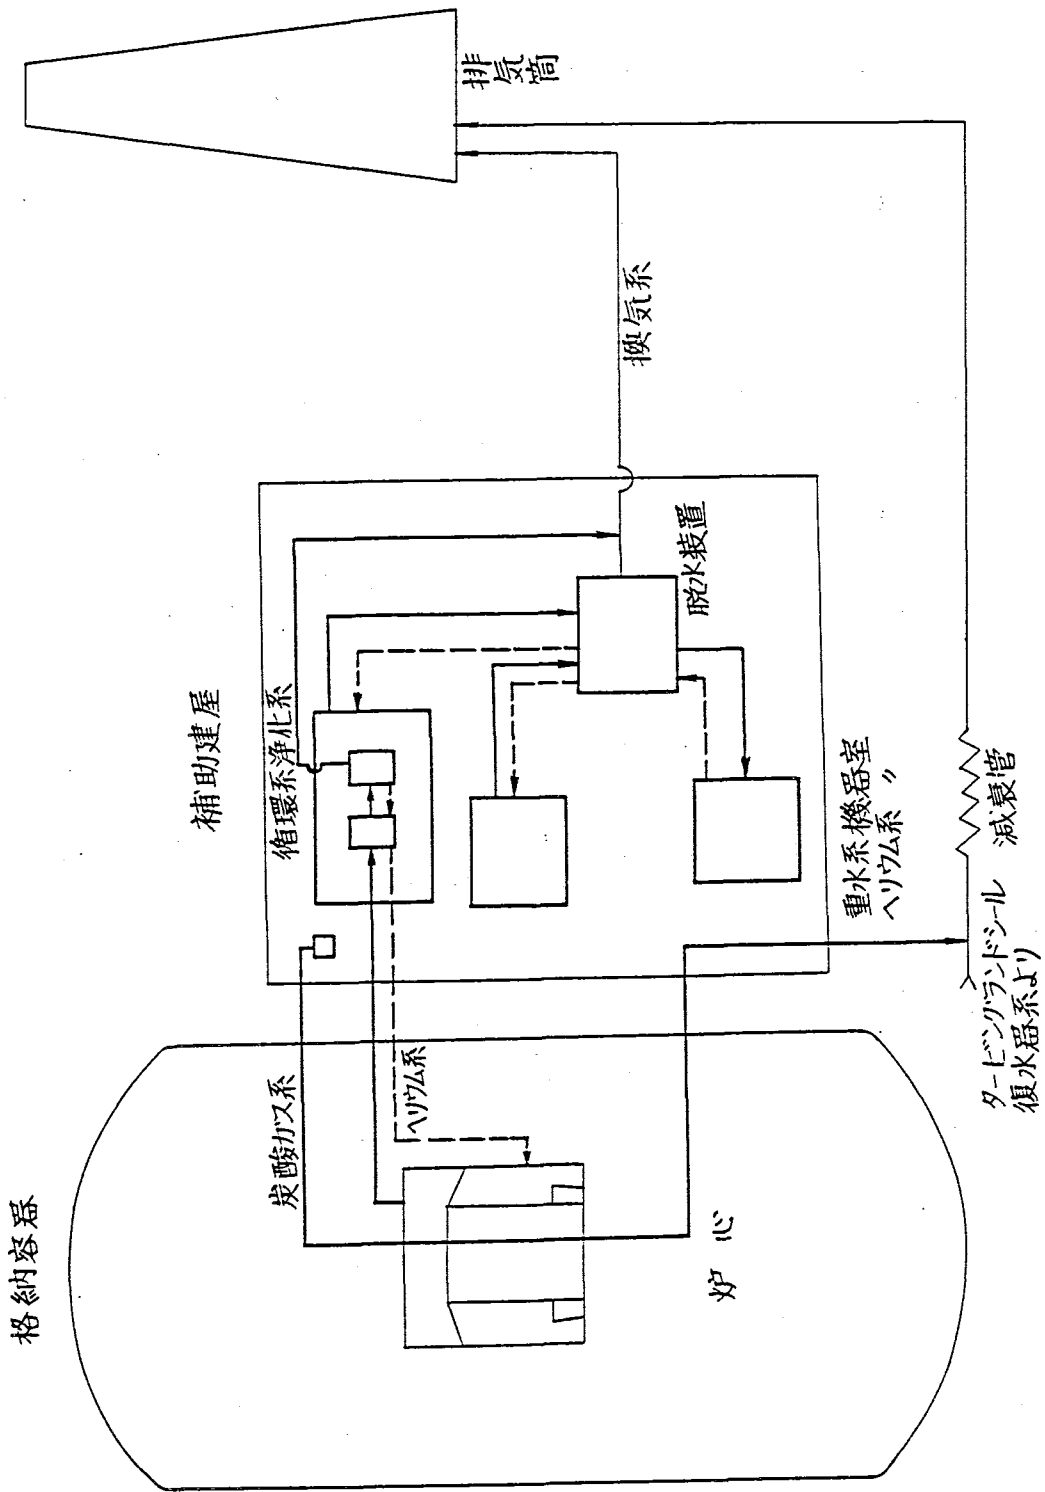 格納容器
炭酸ガス系
ヘリウム系
炉心
補助建屋
循環系浄化系
脱水装置
重水系機器室
ヘリウム系 〃
タービングランドシール
復水器系より
減衰管
換気系
排気筒